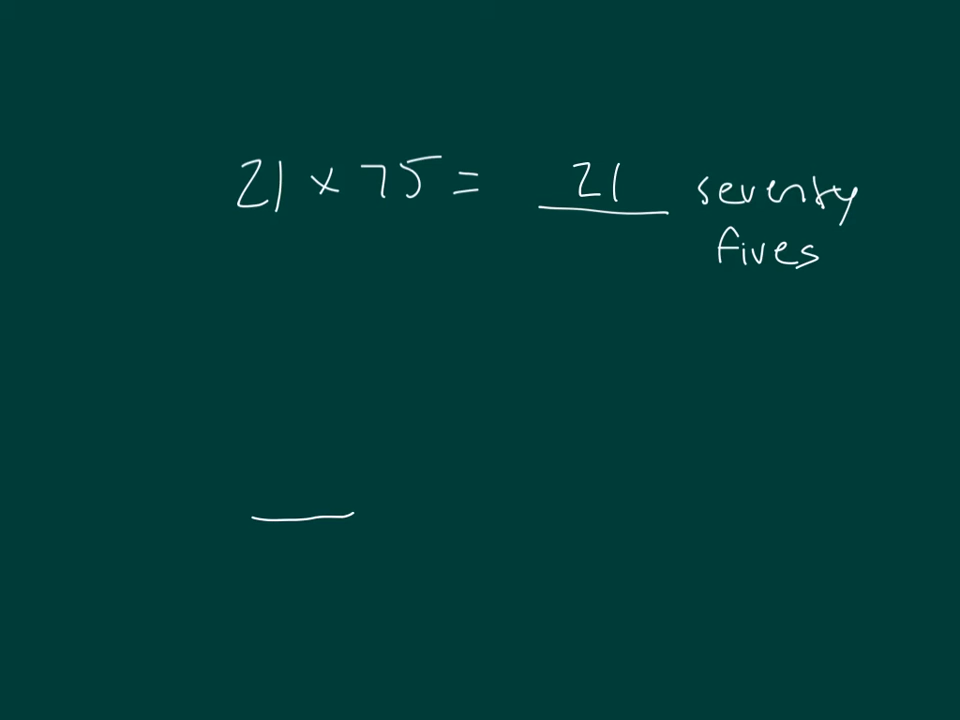 21 × 75 = 21 seventy
fives